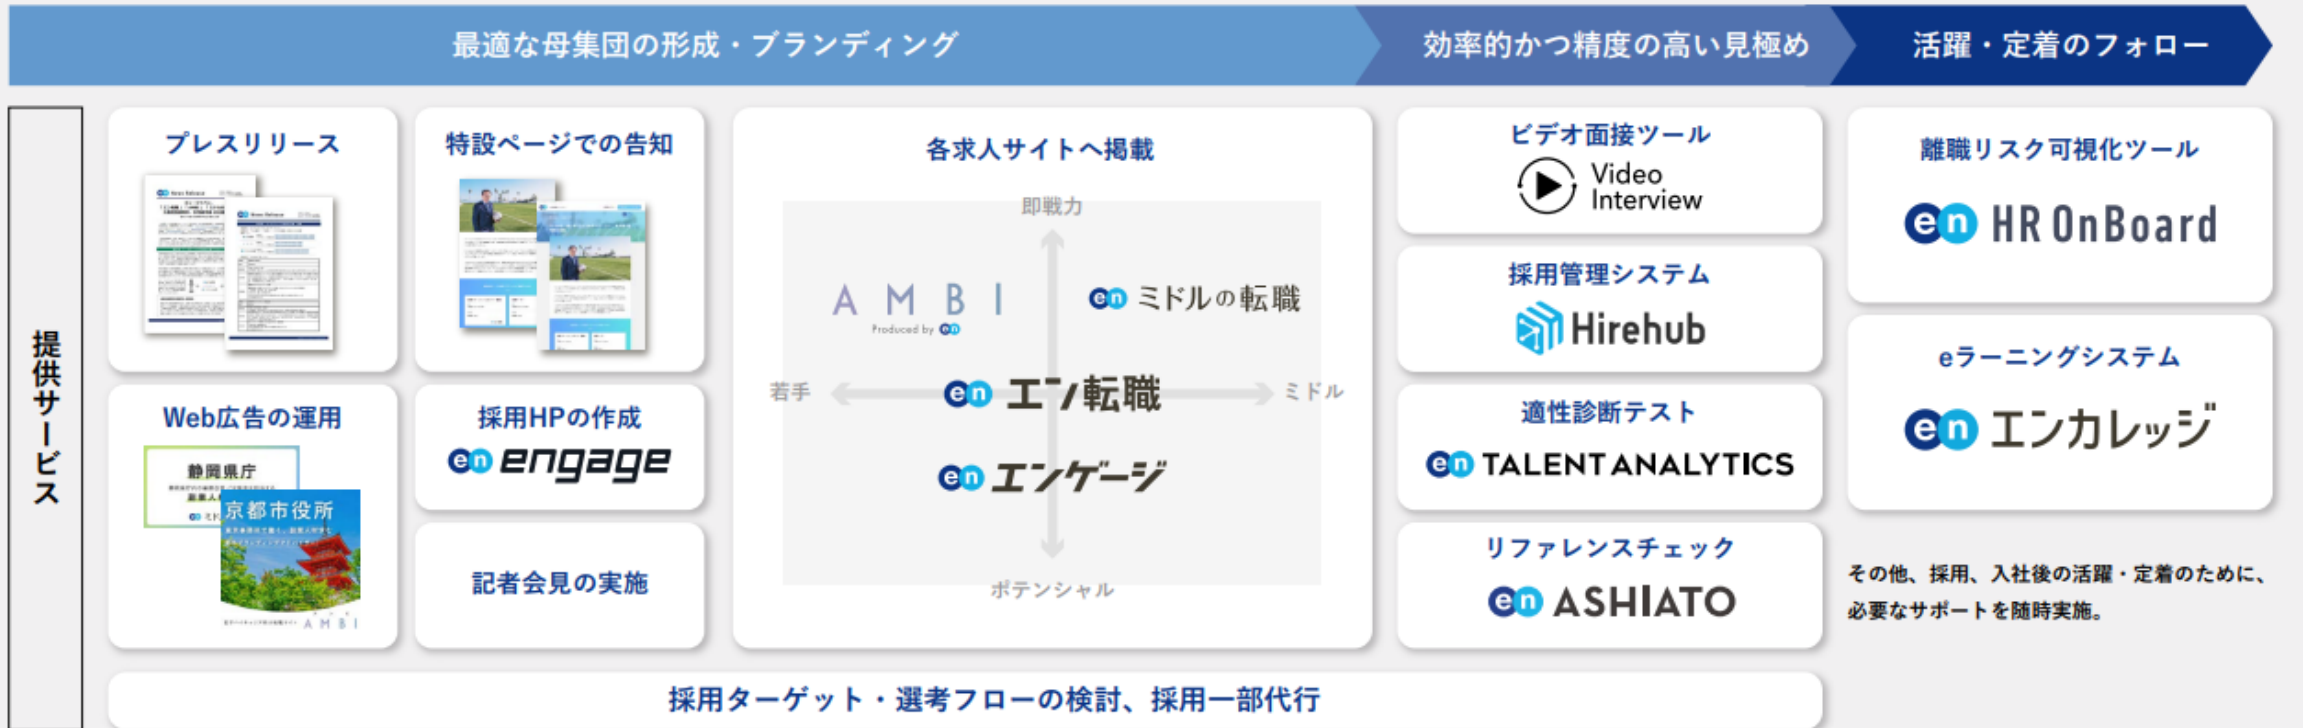 最適な母集団の形成・ブランディング
効率的かつ精度の高い見極め
活躍・定着のフォロー
提供サービス
プレスリリース
en News Release
en News Release
特設ページでの告知
Web広告の運用
静岡県庁
京都市役所
AMBI
採用HPの作成
en engage
記者会見の実施
各求人サイトへ掲載
即戦力
AMBI
Produced by en
en ミドルの転職
若手
en エン転職
ミドル
en エンゲージ
ポテンシャル
ビデオ面接ツール
Video
Interview
採用管理システム
Hirehub
適性診断テスト
en TALENT ANALYTICS
リファレンスチェック
en ASHIATO
離職リスク可視化ツール
en HR OnBoard
eラーニングシステム
en エンカレッジ
その他、採用、入社後の活躍・定着のために、
必要なサポートを随時実施。
採用ターゲット・選考フローの検討、採用一部代行